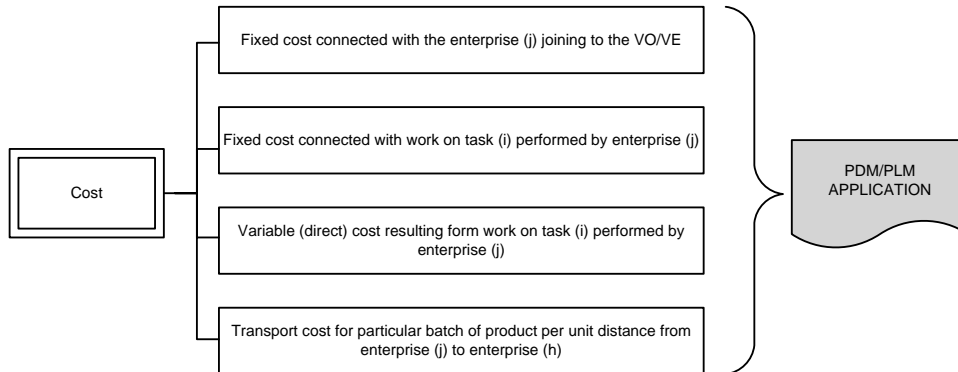 Fixed cost connected with the enterprise (j) joining to the VO/VE
Fixed cost connected with work on task (i) performed by enterprise (j)
Cost
Variable (direct) cost resulting form work on task (i) performed by
enterprise (j)
Transport cost for particular batch of product per unit distance from
enterprise (j) to enterprise (h)
PDM/PLM
APPLICATION